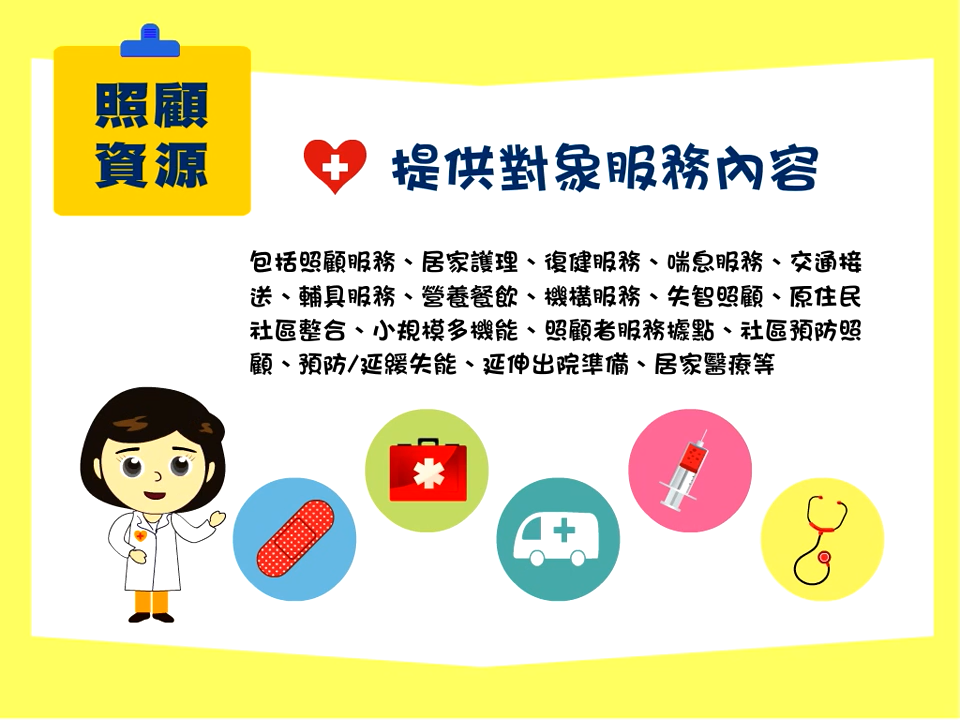 照顧
資源
提供對象服務內容
包括照顧服務、居家護理、復健服務、喘息服務、交通接
送、輔具服務、營養餐飲、機構服務、失智照顧、原住民
社區整合、小規模多機能、照顧者服務據點、社區預防照
顧、預防/延緩失能、延伸出院準備、居家醫療等